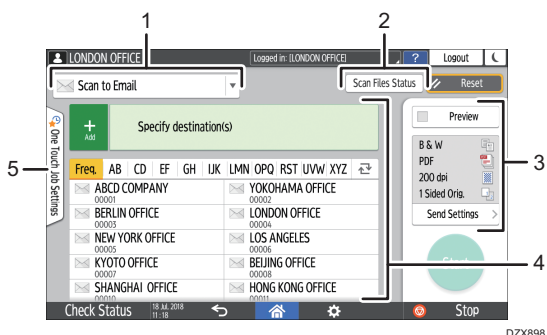 1
2
LONDON OFFICE
Logged in: [LONDON OFFICE]
?
Logout
Scan to Email
Scan Files Status
Reset
Add
Specify destination(s)
Preview
Freq. AB CD EF GH IJK LMN OPQ RST UVW XYZ
One Touch Job Settings
ABCD COMPANY
00001
YOKOHAMA OFFICE
00002
BERLIN OFFICE
00003
LONDON OFFICE
00004
NEW YORK OFFICE
00005
LOS ANGELES
00006
KYOTO OFFICE
00007
BEIJING OFFICE
00008
SHANGHAI OFFICE
00010
HONG KONG OFFICE
00011
B & W
PDF
200 dpi
1 Sided Orig.
Send Settings
Start
3
4
5
Check Status
18 Jul. 2018
11:18
Stop
DZX898